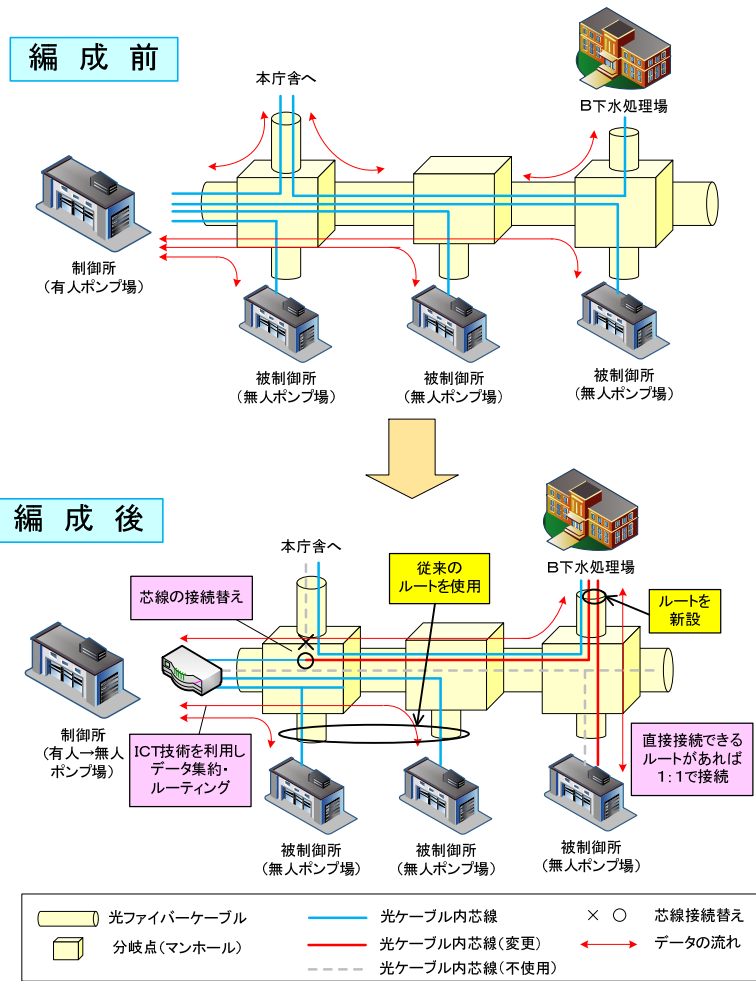 編成前
本庁舎へ
B下水処理場
制御所
(有人ポンプ場)
被制御所
(無人ポンプ場)
被制御所
(無人ポンプ場)
被制御所
(無人ポンプ場)
編成後
本庁舎へ
従来の
ルートを使用
B下水処理場
芯線の接続替え
ルートを
新設
制御所
(有人→無人
ポンプ場)
ICT技術を利用し
データ集約・
ルーティング
直接接続できる
ルートがあれば
1:1で接続
被制御所
(無人ポンプ場)
被制御所
(無人ポンプ場)
被制御所
(無人ポンプ場)
光ファイバーケーブル
光ケーブル内芯線
× ○ 芯線接続替え
分岐点(マンホール)
光ケーブル内芯線(変更)
データの流れ
光ケーブル内芯線(不使用)